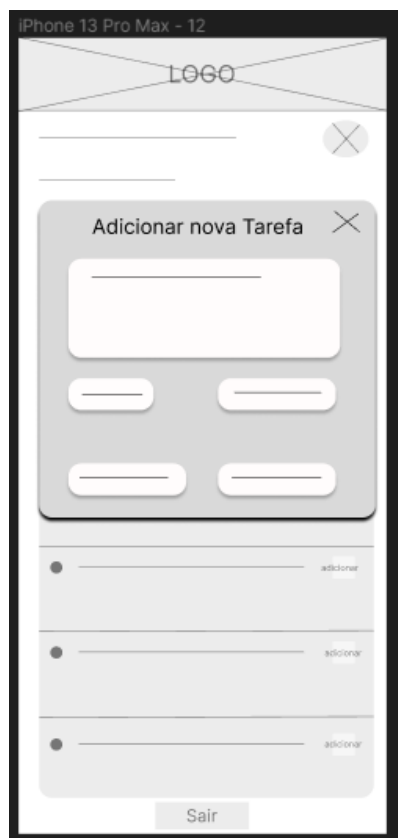 iPhone 13 Pro Max - 12
LOGO
Adicionar nova Tarefa
adicionar
adicionar
adicionar
Sair